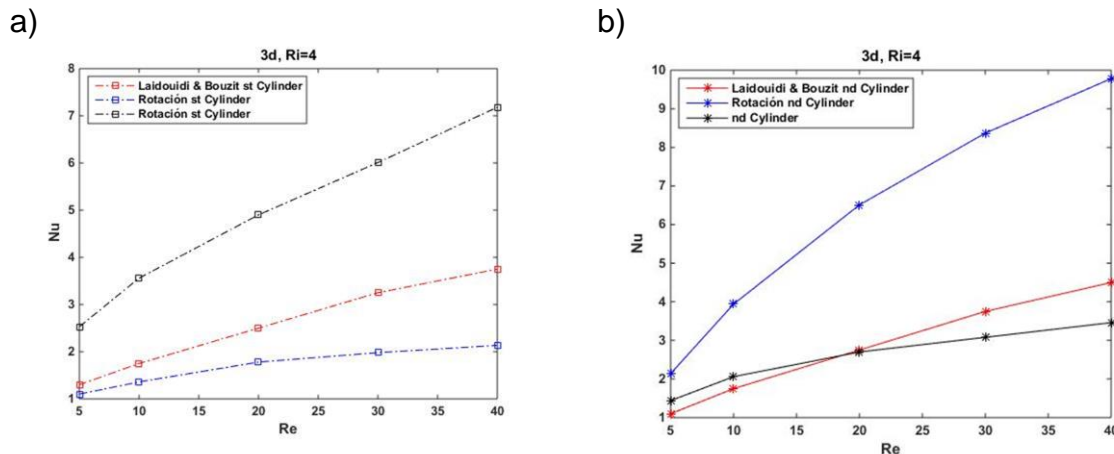 a)
3d, Ri=4
Laidouidi & Bouzit st Cylinder
Rotación st Cylinder
Rotación st Cylinder
8
7
6
5
4
3
2
1
Nu
5 10 15 20 25 30 35 40
Re
b)
3d, Ri=4
Laidouidi & Bouzit nd Cylinder
Rotación nd Cylinder
nd Cylinder
10
9
8
7
6
5
4
3
2
1
Nu
5 10 15 20 25 30 35 40
Re